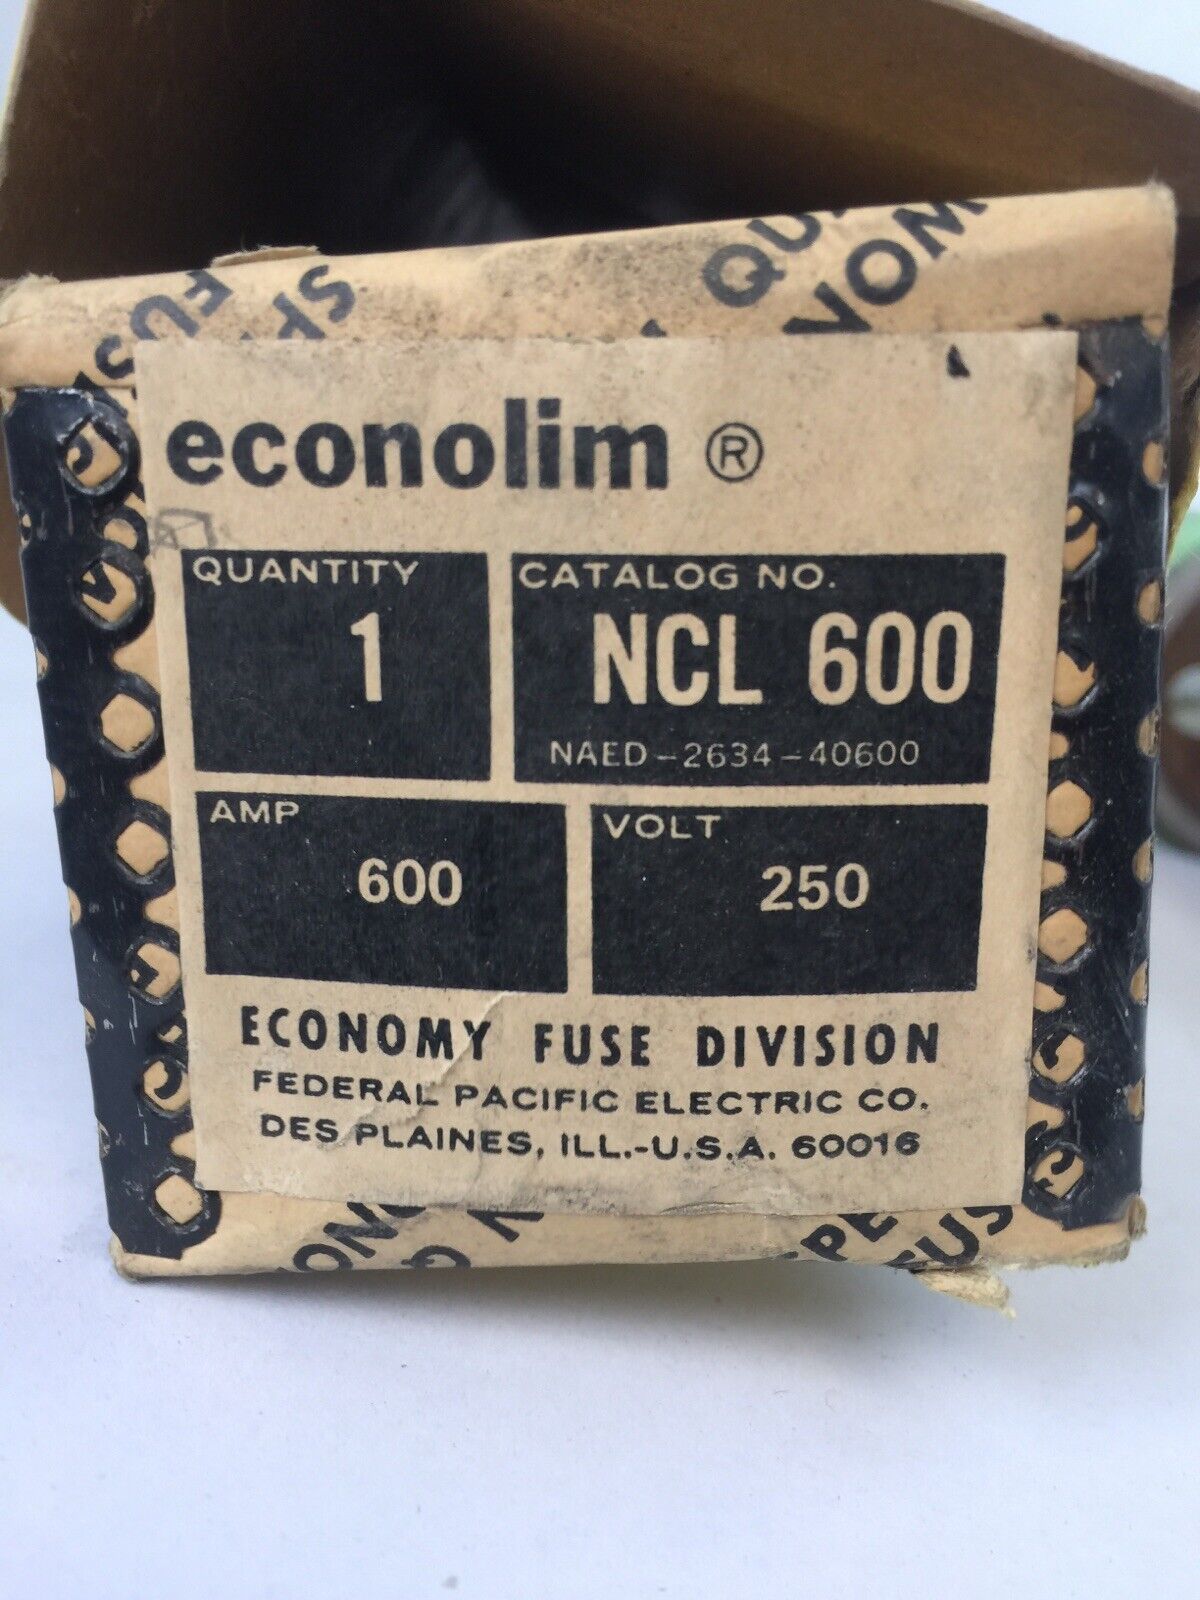 econolim ®
QUANTITY
1
CATALOG NO.
NCL 600
NAED-2634-40600
AMP
600
VOLT
250
ECONOMY FUSE DIVISION
FEDERAL PACIFIC ELECTRIC CO.
DES PLAINES, ILL.-U.S.A. 60016